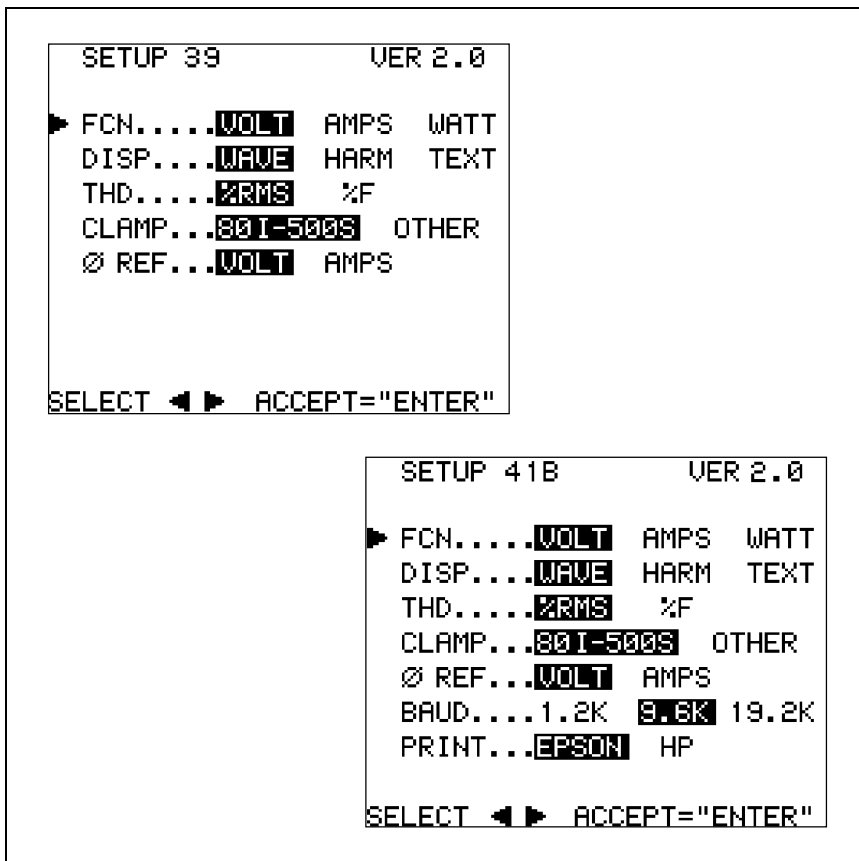 SETUP 39 VER 2.0
▶ FCN.....VOLT AMPS WATT
DISP....WAVE HARM TEXT
THD.....%RMS %F
CLAMP...80I-500S OTHER
Ø REF...VOLT AMPS
SELECT ◀ ▶ ACCEPT="ENTER"
SETUP 41B VER 2.0
▶ FCN.....VOLT AMPS WATT
DISP....WAVE HARM TEXT
THD.....%RMS %F
CLAMP...80I-500S OTHER
Ø REF...VOLT AMPS
BAUD....1.2K 9.6K 19.2K
PRINT...EPSON HP
SELECT ◀ ▶ ACCEPT="ENTER"